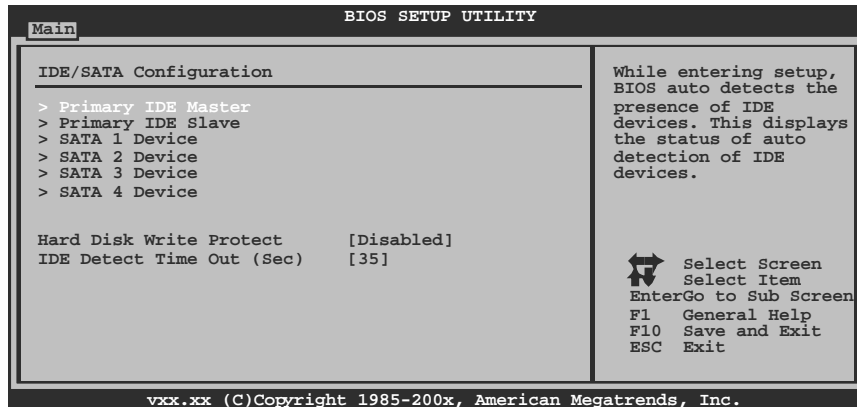 BIOS SETUP UTILITY
Main
IDE/SATA Configuration
> Primary IDE Master
> Primary IDE Slave
> SATA 1 Device
> SATA 2 Device
> SATA 3 Device
> SATA 4 Device
Hard Disk Write Protect [Disabled]
IDE Detect Time Out (Sec) [35]
While entering setup,
BIOS auto detects the
presence of IDE
devices. This displays
the status of auto
detection of IDE
devices.
Select Screen
Select Item
EnterGo to Sub Screen
F1 General Help
F10 Save and Exit
ESC Exit
vxx.xx (C)Copyright 1985-200x, American Megatrends, Inc.